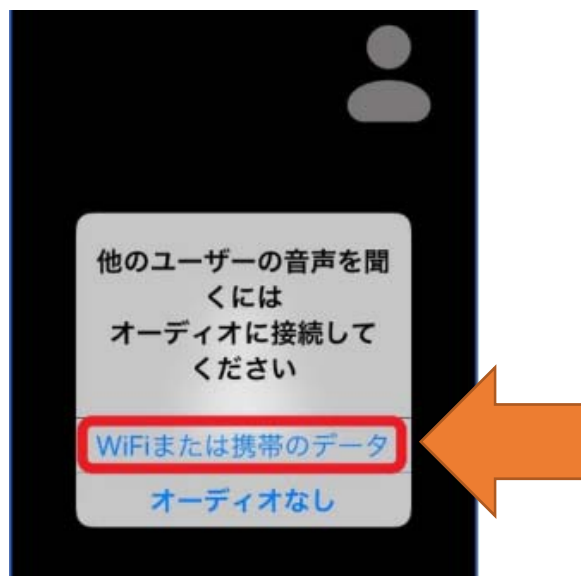 他のユーザーの音声を聞
くには
オーディオに接続して
ください
WiFiまたは携帯のデータ
オーディオなし